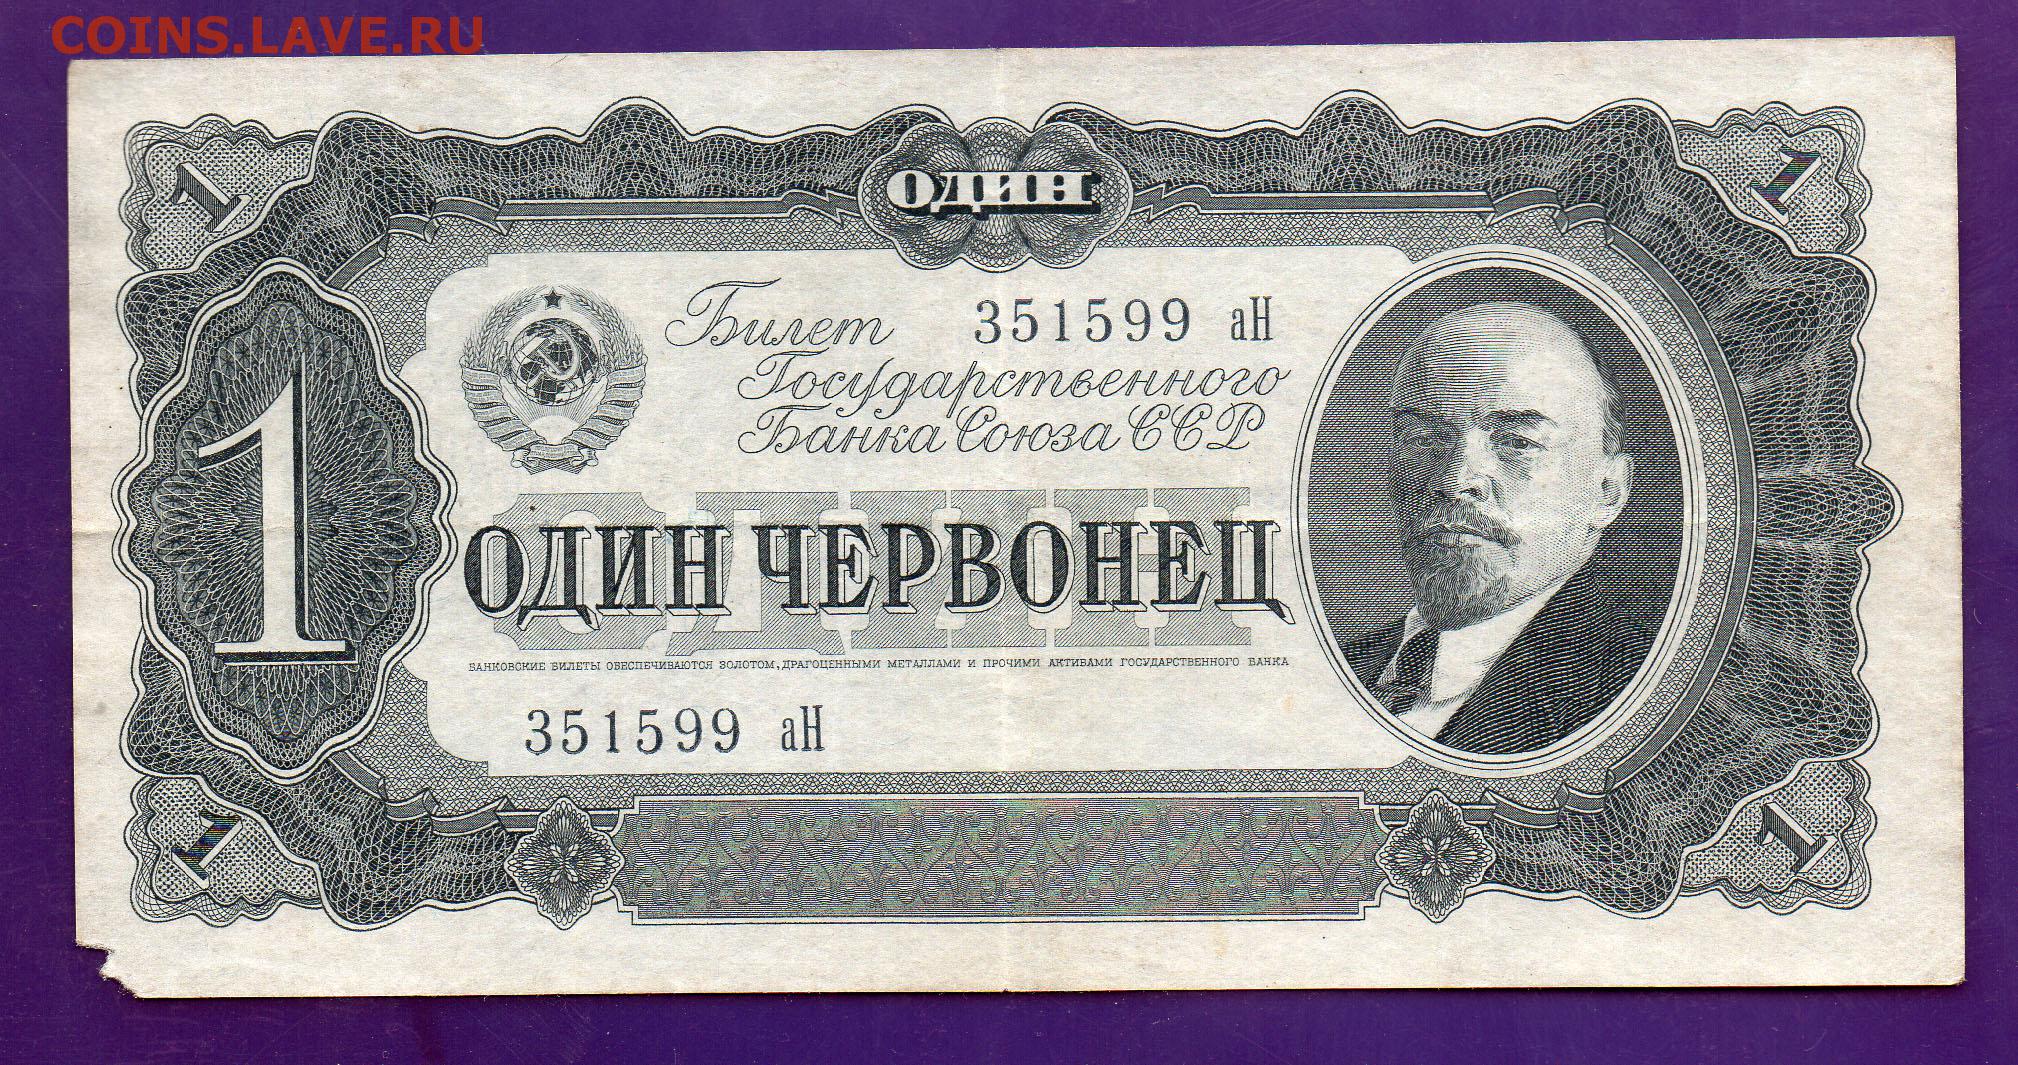 COINS.LAVE.RU
1 1
ОДИН
Билет 351599 аН
Государственного
Банка Союза ССР
1
ОДИН
ОДИН ЧЕРВОНЕЦ
БАНКОВСКИЕ БИЛЕТЫ ОБЕСПЕЧИВАЮТСЯ ЗОЛОТОМ, ДРАГОЦЕННЫМИ МЕТАЛЛАМИ И ПРОЧИМИ АКТИВАМИ ГОСУДАРСТВЕННОГО БАНКА
351599 аН
1 1